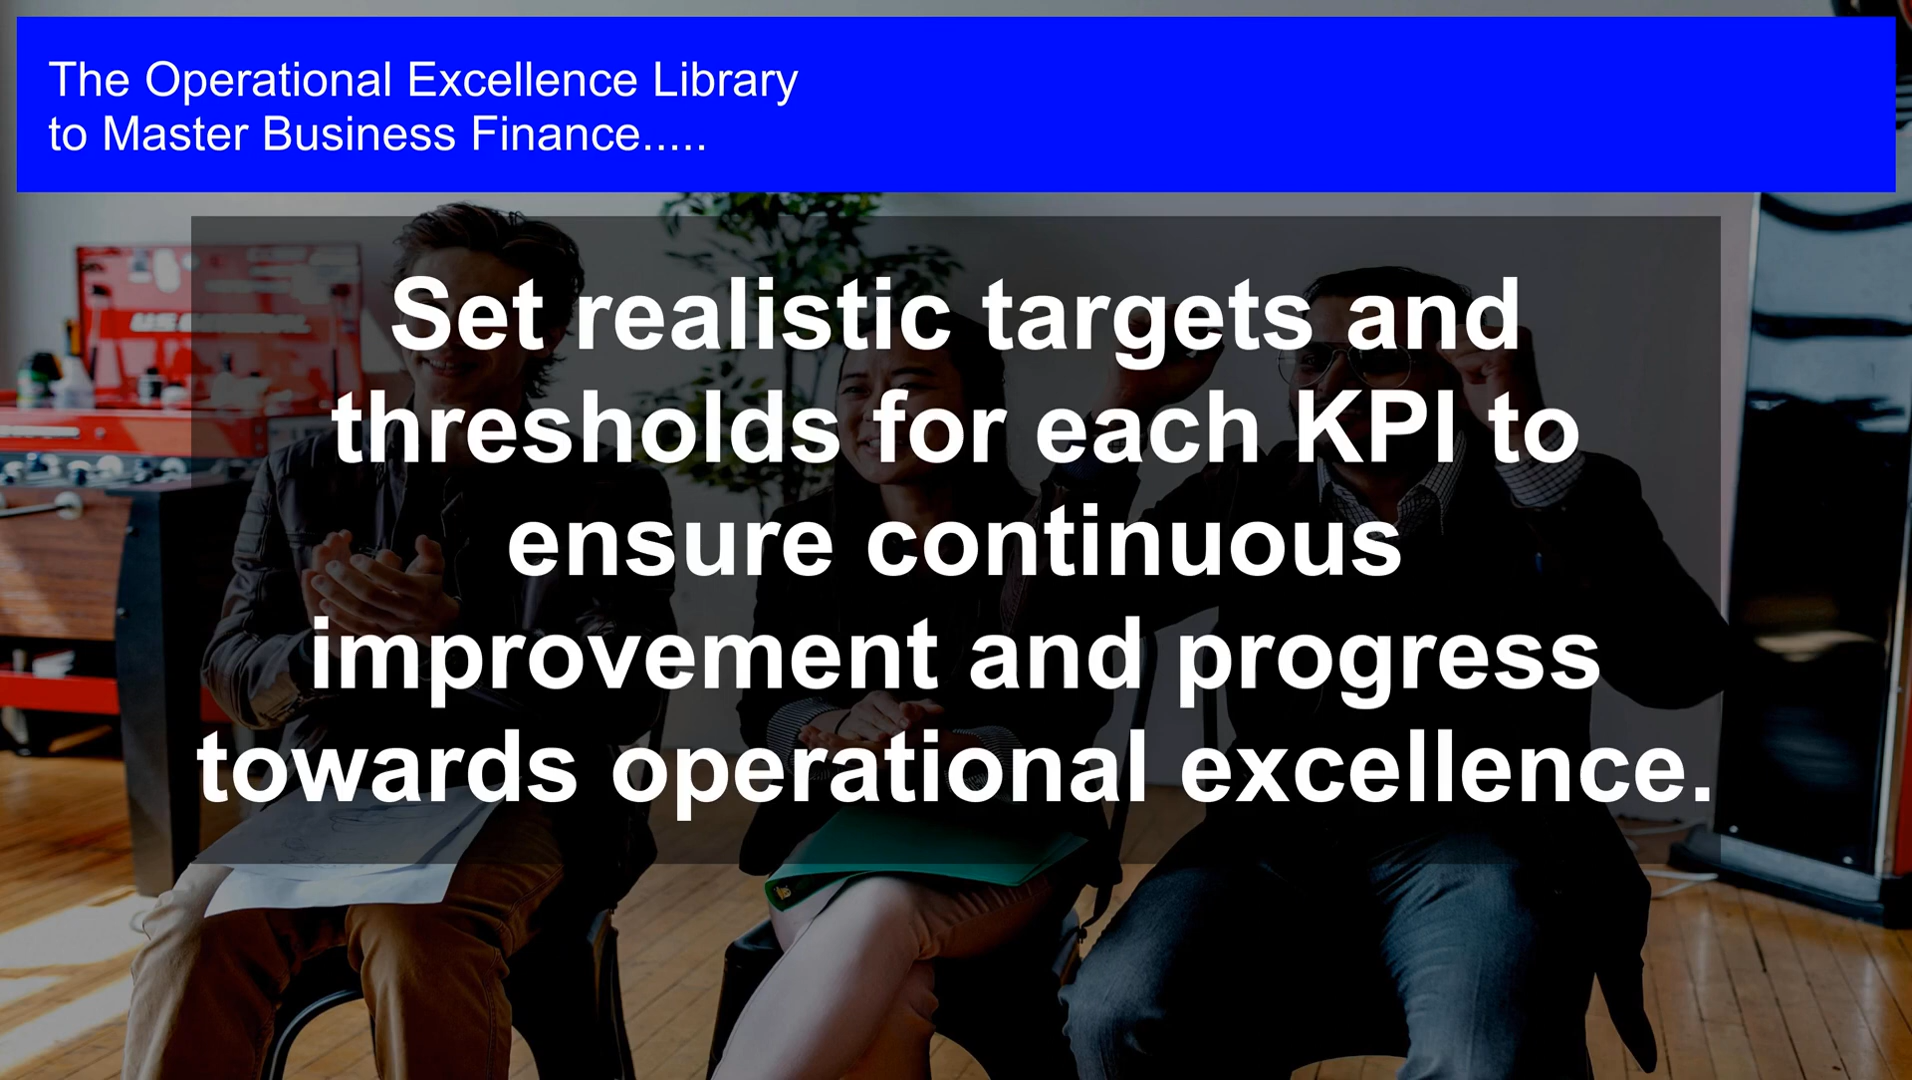 The Operational Excellence Library
to Master Business Finance.....
U.S. GENERAL
Set realistic targets and
thresholds for each KPI to
ensure continuous
improvement and progress
towards operational excellence.